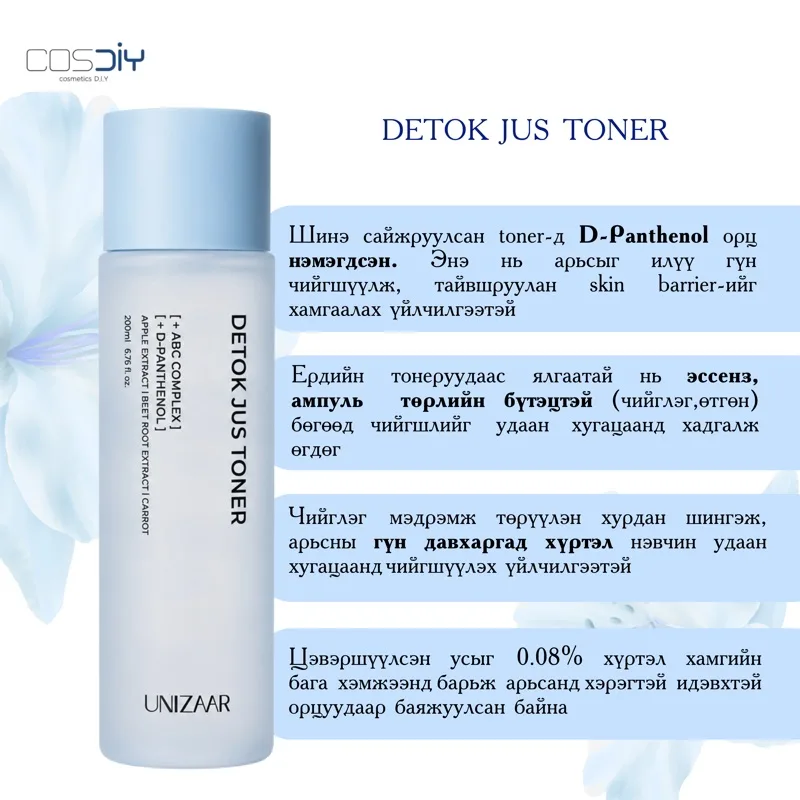 COSDIY
cosmetics D.I.Y
DETOK JUS TONER
Шинэ сайжруулсан toner-д D-Panthenol орц
нэмэгдсэн. Энэ нь арьсыг илүү гүн
чийгшүүлж, тайвшруулан skin barrier-ийг
хамгаалах үйлчилгээтэй
Ердийн тонеруудаас ялгаатай нь эссенз,
ампуль төрлийн бүтэцтэй (чийглэг,өтгөн)
бөгөөд чийгшлийг удаан хугацаанд хадгалж
өгдөг
Чийглэг мэдрэмж төрүүлэн хурдан шингэж,
арьсны гүн давхаргад хүртэл нэвчин удаан
хугацаанд чийгшүүлэх үйлчилгээтэй
Цэвэршүүлсэн усыг 0.08% хүртэл хамгийн
бага хэмжээнд барьж арьсанд хэрэгтэй идэвхтэй
орцуудаар баяжуулсан байна
DETOK JUS TONER
[ + ABC COMPLEX ]
[ + D-PANTHENOL ]
APPLE EXTRACT | BEET ROOT EXTRACT | CARROT
200ml 6.76 fl. oz.
UNIZAAR